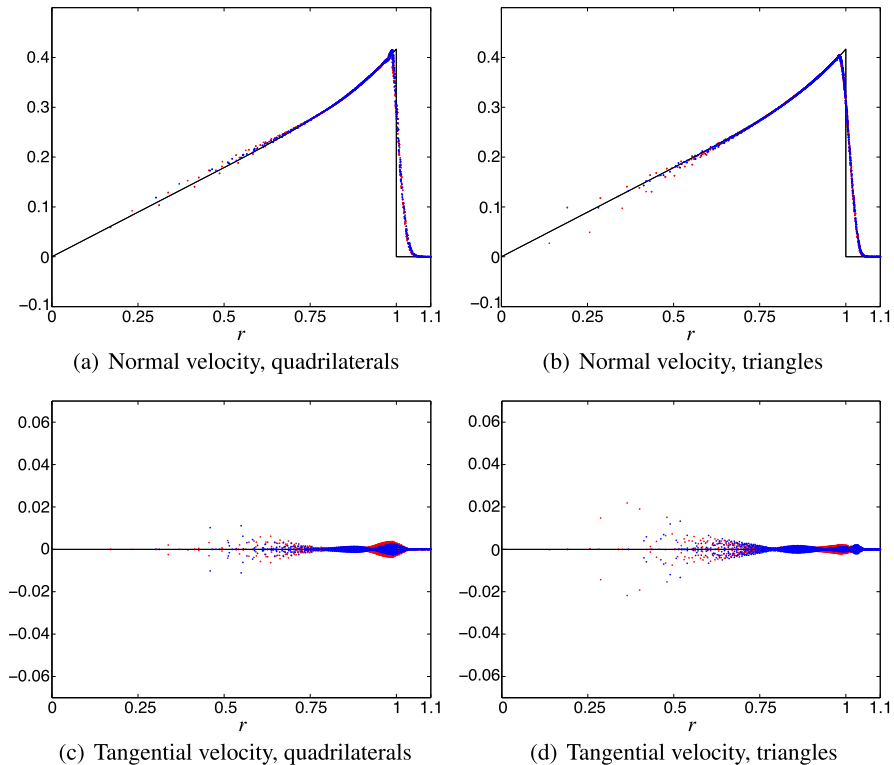 0.4
0.3
0.2
0.1
0
−0.1
0 0.25 0.5 0.75 1 1.1
r
(a) Normal velocity, quadrilaterals
0.4
0.3
0.2
0.1
0
−0.1
0 0.25 0.5 0.75 1 1.1
r
(b) Normal velocity, triangles
0.06
0.04
0.02
0
−0.02
−0.04
−0.06
0 0.25 0.5 0.75 1 1.1
r
(c) Tangential velocity, quadrilaterals
0.06
0.04
0.02
0
−0.02
−0.04
−0.06
0 0.25 0.5 0.75 1 1.1
r
(d) Tangential velocity, triangles